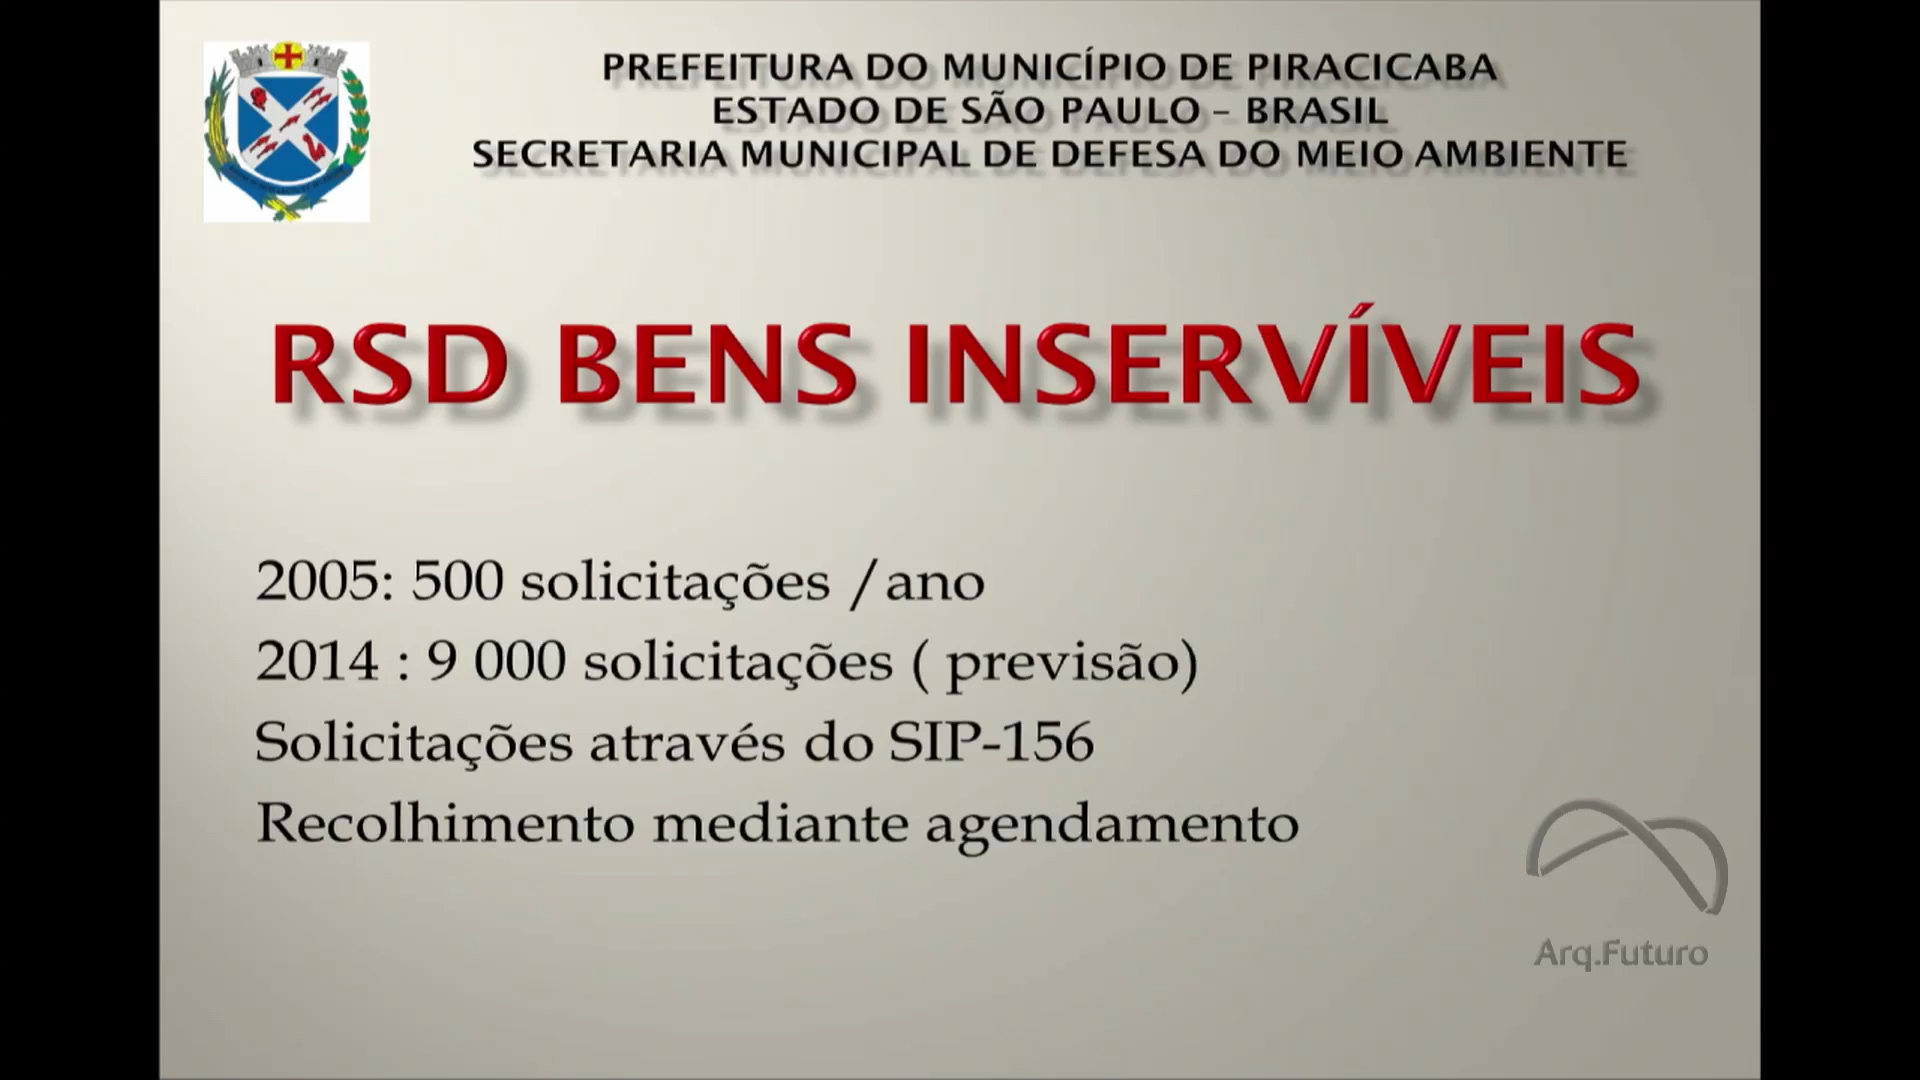 PREFEITURA DO MUNICÍPIO DE PIRACICABA
ESTADO DE SÃO PAULO – BRASIL
SECRETARIA MUNICIPAL DE DEFESA DO MEIO AMBIENTE
RSD BENS INSERVÍVEIS
2005: 500 solicitações /ano
2014 : 9 000 solicitações ( previsão)
Solicitações através do SIP-156
Recolhimento mediante agendamento
Arq.Futuro